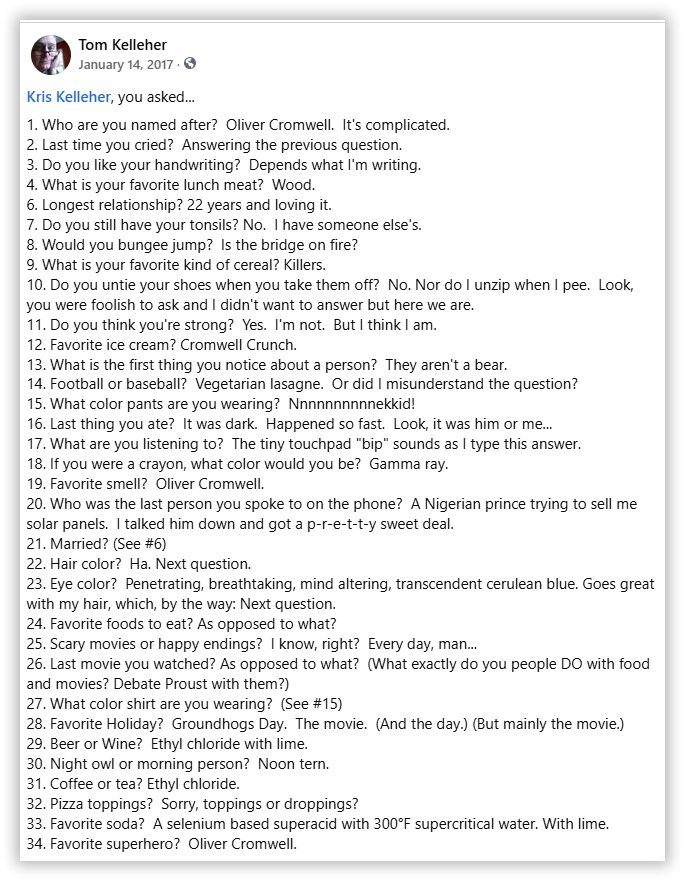 Tom Kelleher
January 14, 2017 ·
Kris Kelleher, you asked...
1. Who are you named after?  Oliver Cromwell.  It's complicated.
2. Last time you cried?  Answering the previous question.
3. Do you like your handwriting?  Depends what I'm writing.
4. What is your favorite lunch meat?  Wood.
6. Longest relationship? 22 years and loving it.
7. Do you still have your tonsils? No.  I have someone else's.
8. Would you bungee jump?  Is the bridge on fire?
9. What is your favorite kind of cereal? Killers.
10. Do you untie your shoes when you take them off?  No. Nor do I unzip when I pee.  Look,
you were foolish to ask and I didn't want to answer but here we are.
11. Do you think you're strong?  Yes.  I'm not.  But I think I am.
12. Favorite ice cream? Cromwell Crunch.
13. What is the first thing you notice about a person?  They aren't a bear.
14. Football or baseball?  Vegetarian lasagne.  Or did I misunderstand the question?
15. What color pants are you wearing?  Nnnnnnnnnnekkid!
16. Last thing you ate?  It was dark.  Happened so fast.  Look, it was him or me...
17. What are you listening to?  The tiny touchpad "bip" sounds as I type this answer.
18. If you were a crayon, what color would you be?  Gamma ray.
19. Favorite smell?  Oliver Cromwell.
20. Who was the last person you spoke to on the phone?  A Nigerian prince trying to sell me
solar panels.  I talked him down and got a p-r-e-t-t-y sweet deal.
21. Married? (See #6)
22. Hair color?  Ha. Next question.
23. Eye color?  Penetrating, breathtaking, mind altering, transcendent cerulean blue. Goes great
with my hair, which, by the way: Next question.
24. Favorite foods to eat? As opposed to what?
25. Scary movies or happy endings?  I know, right?  Every day, man...
26. Last movie you watched? As opposed to what?  (What exactly do you people DO with food
and movies? Debate Proust with them?)
27. What color shirt are you wearing?  (See #15)
28. Favorite Holiday?  Groundhogs Day.  The movie.  (And the day.) (But mainly the movie.)
29. Beer or Wine?  Ethyl chloride with lime.
30. Night owl or morning person?  Noon tern.
31. Coffee or tea? Ethyl chloride.
32. Pizza toppings?  Sorry, toppings or droppings?
33. Favorite soda?  A selenium based superacid with 300°F supercritical water. With lime.
34. Favorite superhero?  Oliver Cromwell.